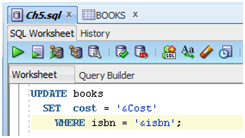 Ch5.sql BOOKS
SQL Worksheet History
Worksheet Query Builder
UPDATE books
SET cost = '&Cost'
WHERE isbn = '&isbn';